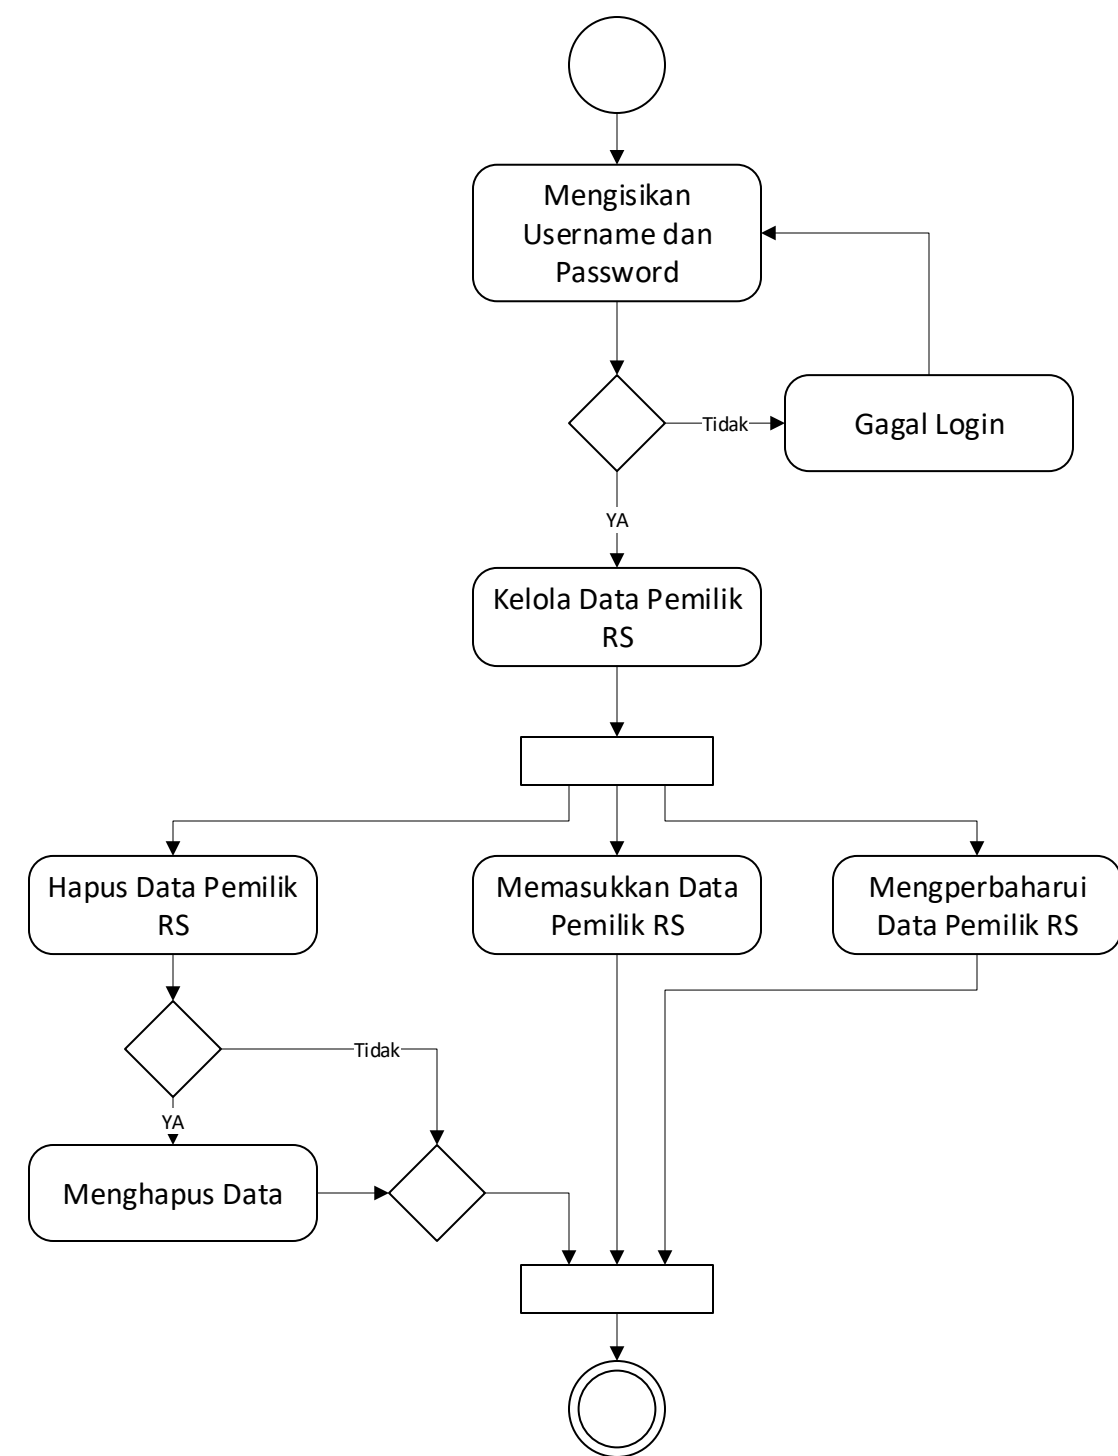 Mengisikan
Username dan
Password
Tidak
Gagal Login
YA
Kelola Data Pemilik
RS
Hapus Data Pemilik
RS
Memasukkan Data
Pemilik RS
Mengperbaharui
Data Pemilik RS
Tidak
YA
Menghapus Data